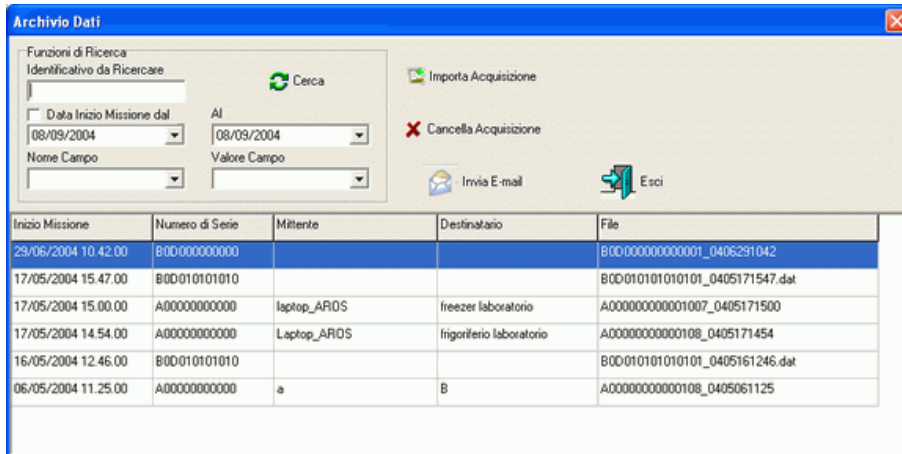 Archivio Dati
Funzioni di Ricerca
Identificativo da Ricercare
Cerca
Importa Acquisizione
Data Inizio Missione dal
Al
08/09/2004
08/09/2004
Cancella Acquisizione
Nome Campo
Valore Campo
Invia E-mail
Esci
Inizio Missione Numero di Serie Mittente Destinatario File
29/06/2004 10.42.00 B0D000000000 B0D000000000001_0406291042
17/05/2004 15.47.00 B0D010101010 B0D010101010101_0405171547.dat
17/05/2004 15.00.00 A00000000000 laptop_AROS freezer laboratorio A000000000001007_0405171500
17/05/2004 14.54.00 A00000000000 Laptop_AROS frigoriferio laboratorio A00000000000108_0405171454
16/05/2004 12.46.00 B0D010101010 B0D010101010101_0405161246.dat
06/05/2004 11.25.00 A00000000000 a B A00000000000108_0405061125